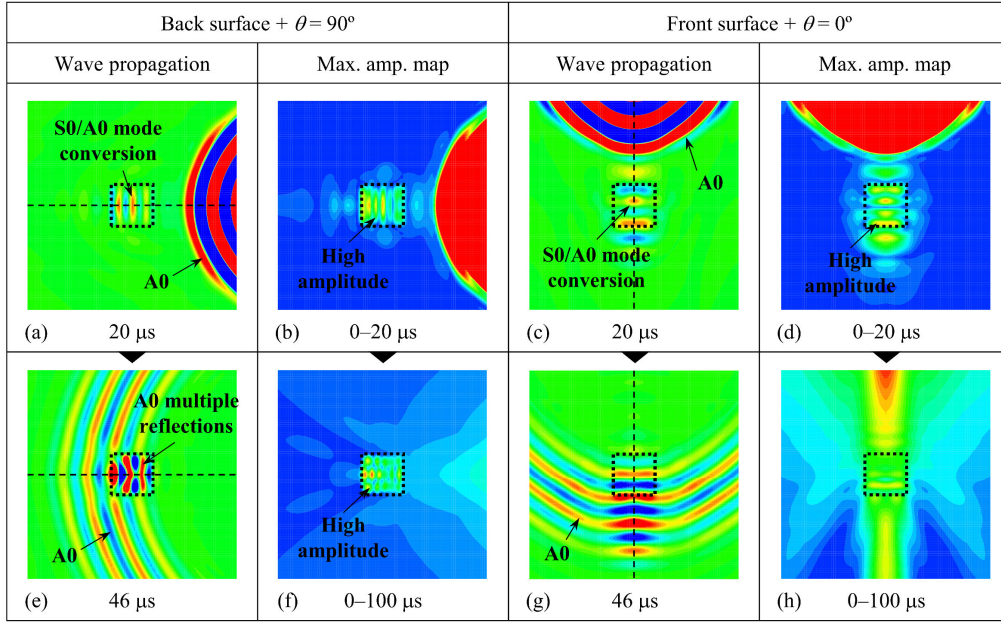 Back surface + θ = 90º
Front surface + θ = 0º
Wave propagation
Max. amp. map
Wave propagation
Max. amp. map
S0/A0 mode
conversion
A0
(a)
20 μs
High
amplitude
(b)
0–20 μs
A0
S0/A0 mode
conversion
(c)
20 μs
High
amplitude
(d)
0–20 μs
A0 multiple
reflections
A0
(e)
46 μs
High
amplitude
(f)
0–100 μs
A0
(g)
46 μs
(h)
0–100 μs